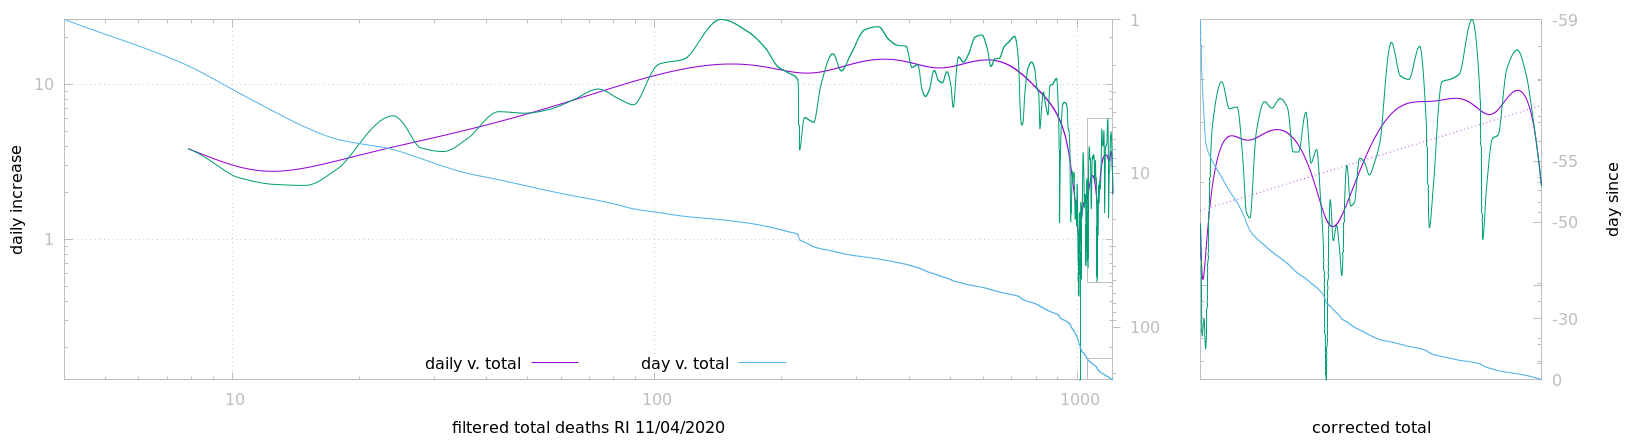 daily increase
10
1
10
100
1000
1
10
100
daily v. total
day v. total
filtered total deaths RI 11/04/2020
-59
-55
-50
-30
0
day since
corrected total